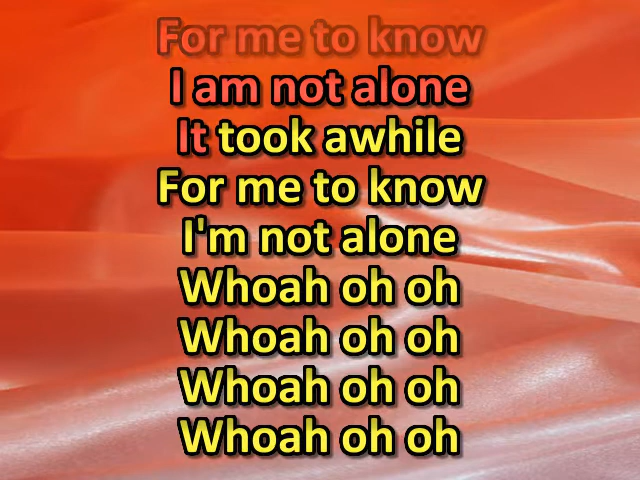 For me to know
I am not alone
It took awhile
For me to know
I'm not alone
Whoah oh oh
Whoah oh oh
Whoah oh oh
Whoah oh oh